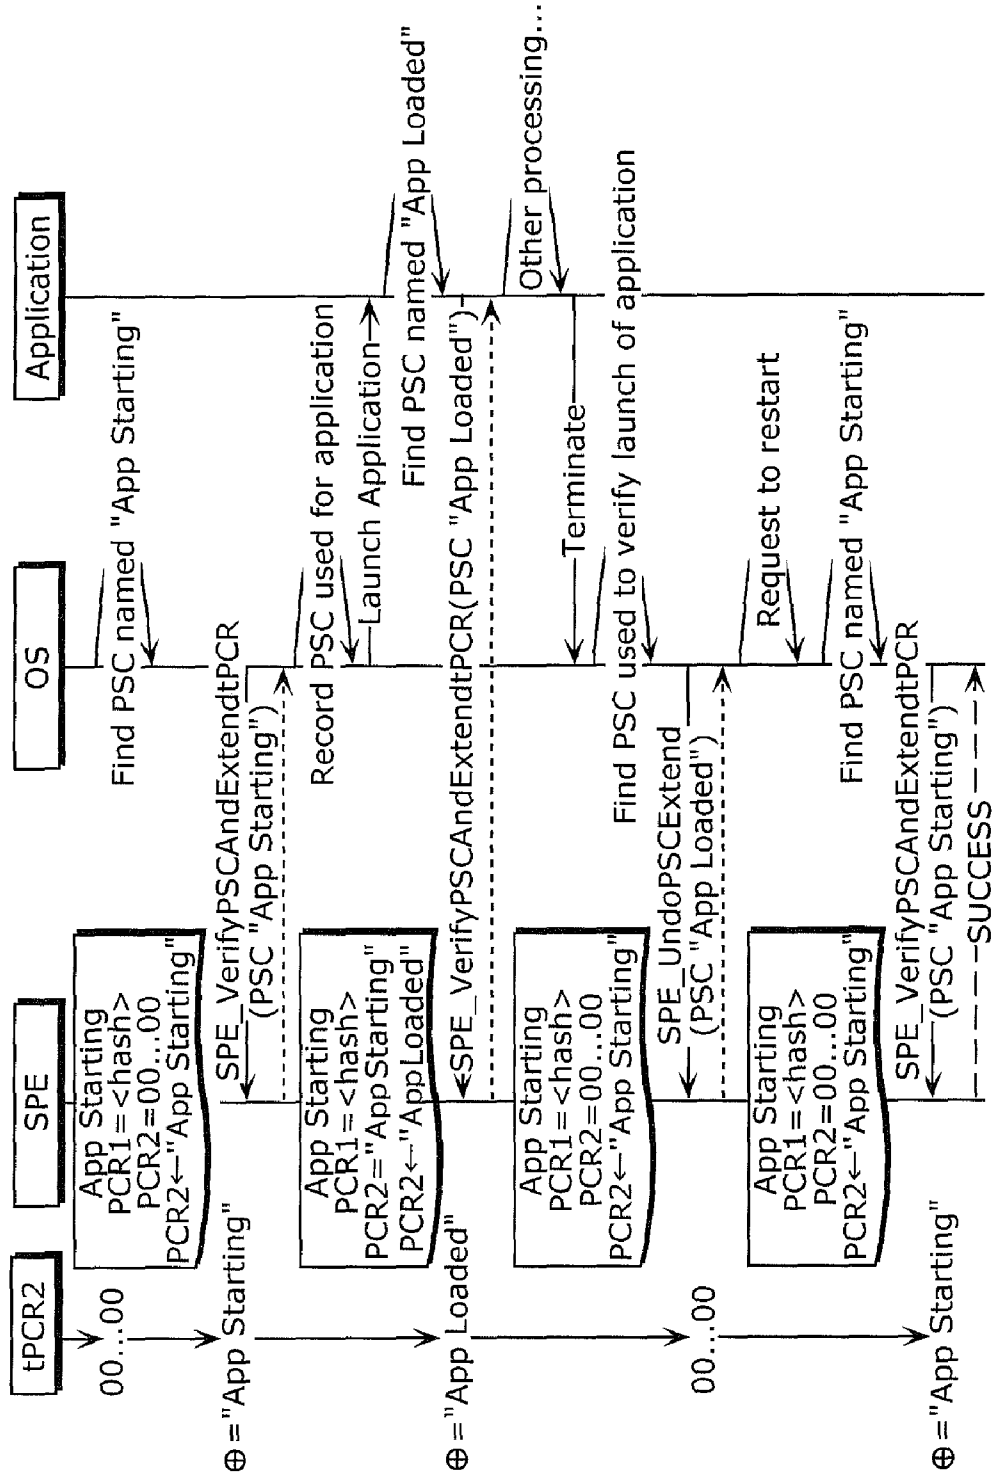 tPCR2
SPE
OS
Application
00...00
App Starting
PCR1=<hash>
PCR2=00...00
PCR2←"App Starting"
Find PSC named "App Starting"
⊕="App Starting"
SPE_VerifyPSCAndExtendtPCR
(PSC "App Starting")
App Starting
PCR1=<hash>
PCR2="AppStarting"
PCR2←"AppLoaded"
Record PSC used for application
Launch Application
Find PSC named "App Loaded"
⊕="App Loaded"
SPE_VerifyPSCAndExtendtPCR(PSC "App Loaded")
App Starting
PCR1=<hash>
PCR2=00...00
PCR2←"App Starting"
Other processing...
Terminate
Find PSC used to verify launch of application
00...00
SPE_UndoPSCExtend
(PSC "App Loaded")
App Starting
PCR1=<hash>
PCR2=00...00
PCR2←"App Starting"
Request to restart
Find PSC named "App Starting"
⊕="App Starting"
SPE_VerifyPSCAndExtendtPCR
(PSC "App Starting")
SUCCESS